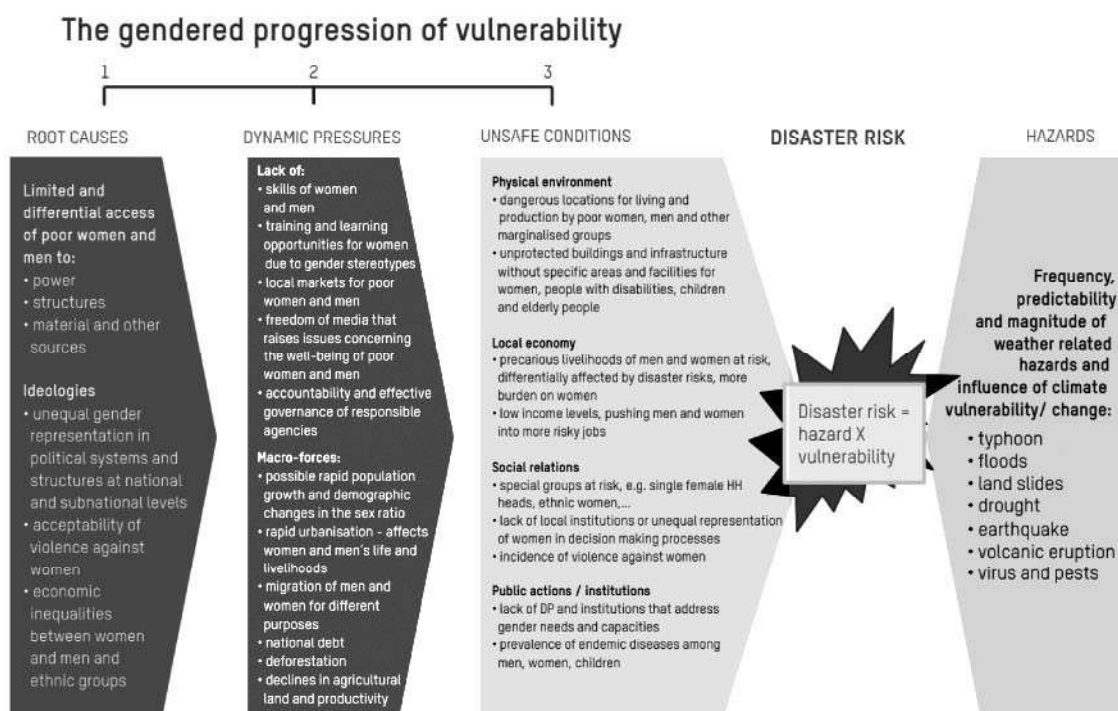 The gendered progression of vulnerability
1
2
3
ROOT CAUSES
Limited and
differential access
of poor women and
men to:
• power
• structures
• material and other
sources
Ideologies
• unequal gender
representation in
political systems and
structures at national
and subnational levels
• acceptability of
violence against
women
• economic
inequalities
between women
and men and
ethnic groups
DYNAMIC PRESSURES
Lack of:
• skills of women
and men
• training and learning
opportunities for women
due to gender stereotypes
• local markets for poor
women and men
• freedom of media that
raises issues concerning
the well-being of poor
women and men
• accountability and effective
governance of responsible
agencies
Macro-forces:
• possible rapid population
growth and demographic
changes in the sex ratio
• rapid urbanisation - affects
women and men's life and
livelihoods
• migration of men and
women for different
purposes
• national debt
• deforestation
• declines in agricultural
land and productivity
UNSAFE CONDITIONS
Physical environment
• dangerous locations for living and
production by poor women, men and other
marginalised groups
• unprotected buildings and infrastructure
without specific areas and facilities for
women, people with disabilities, children
and elderly people
Local economy
• precarious livelihoods of men and women at risk,
differentially affected by disaster risks, more
burden on women
• low income levels, pushing men and women
into more risky jobs
Social relations
• special groups at risk, e.g. single female HH
heads, ethnic women,...
• lack of local institutions or unequal representation
of women in decision making processes
• incidence of violence against women
Public actions / institutions
• lack of DP and institutions that address
gender needs and capacities
• prevalence of endemic diseases among
men, women, children
DISASTER RISK
Disaster risk =
hazard X
vulnerability
HAZARDS
Frequency,
predictability
and magnitude of
weather related
hazards and
influence of climate
vulnerability/ change:
• typhoon
• floods
• land slides
• drought
• earthquake
• volcanic eruption
• virus and pests